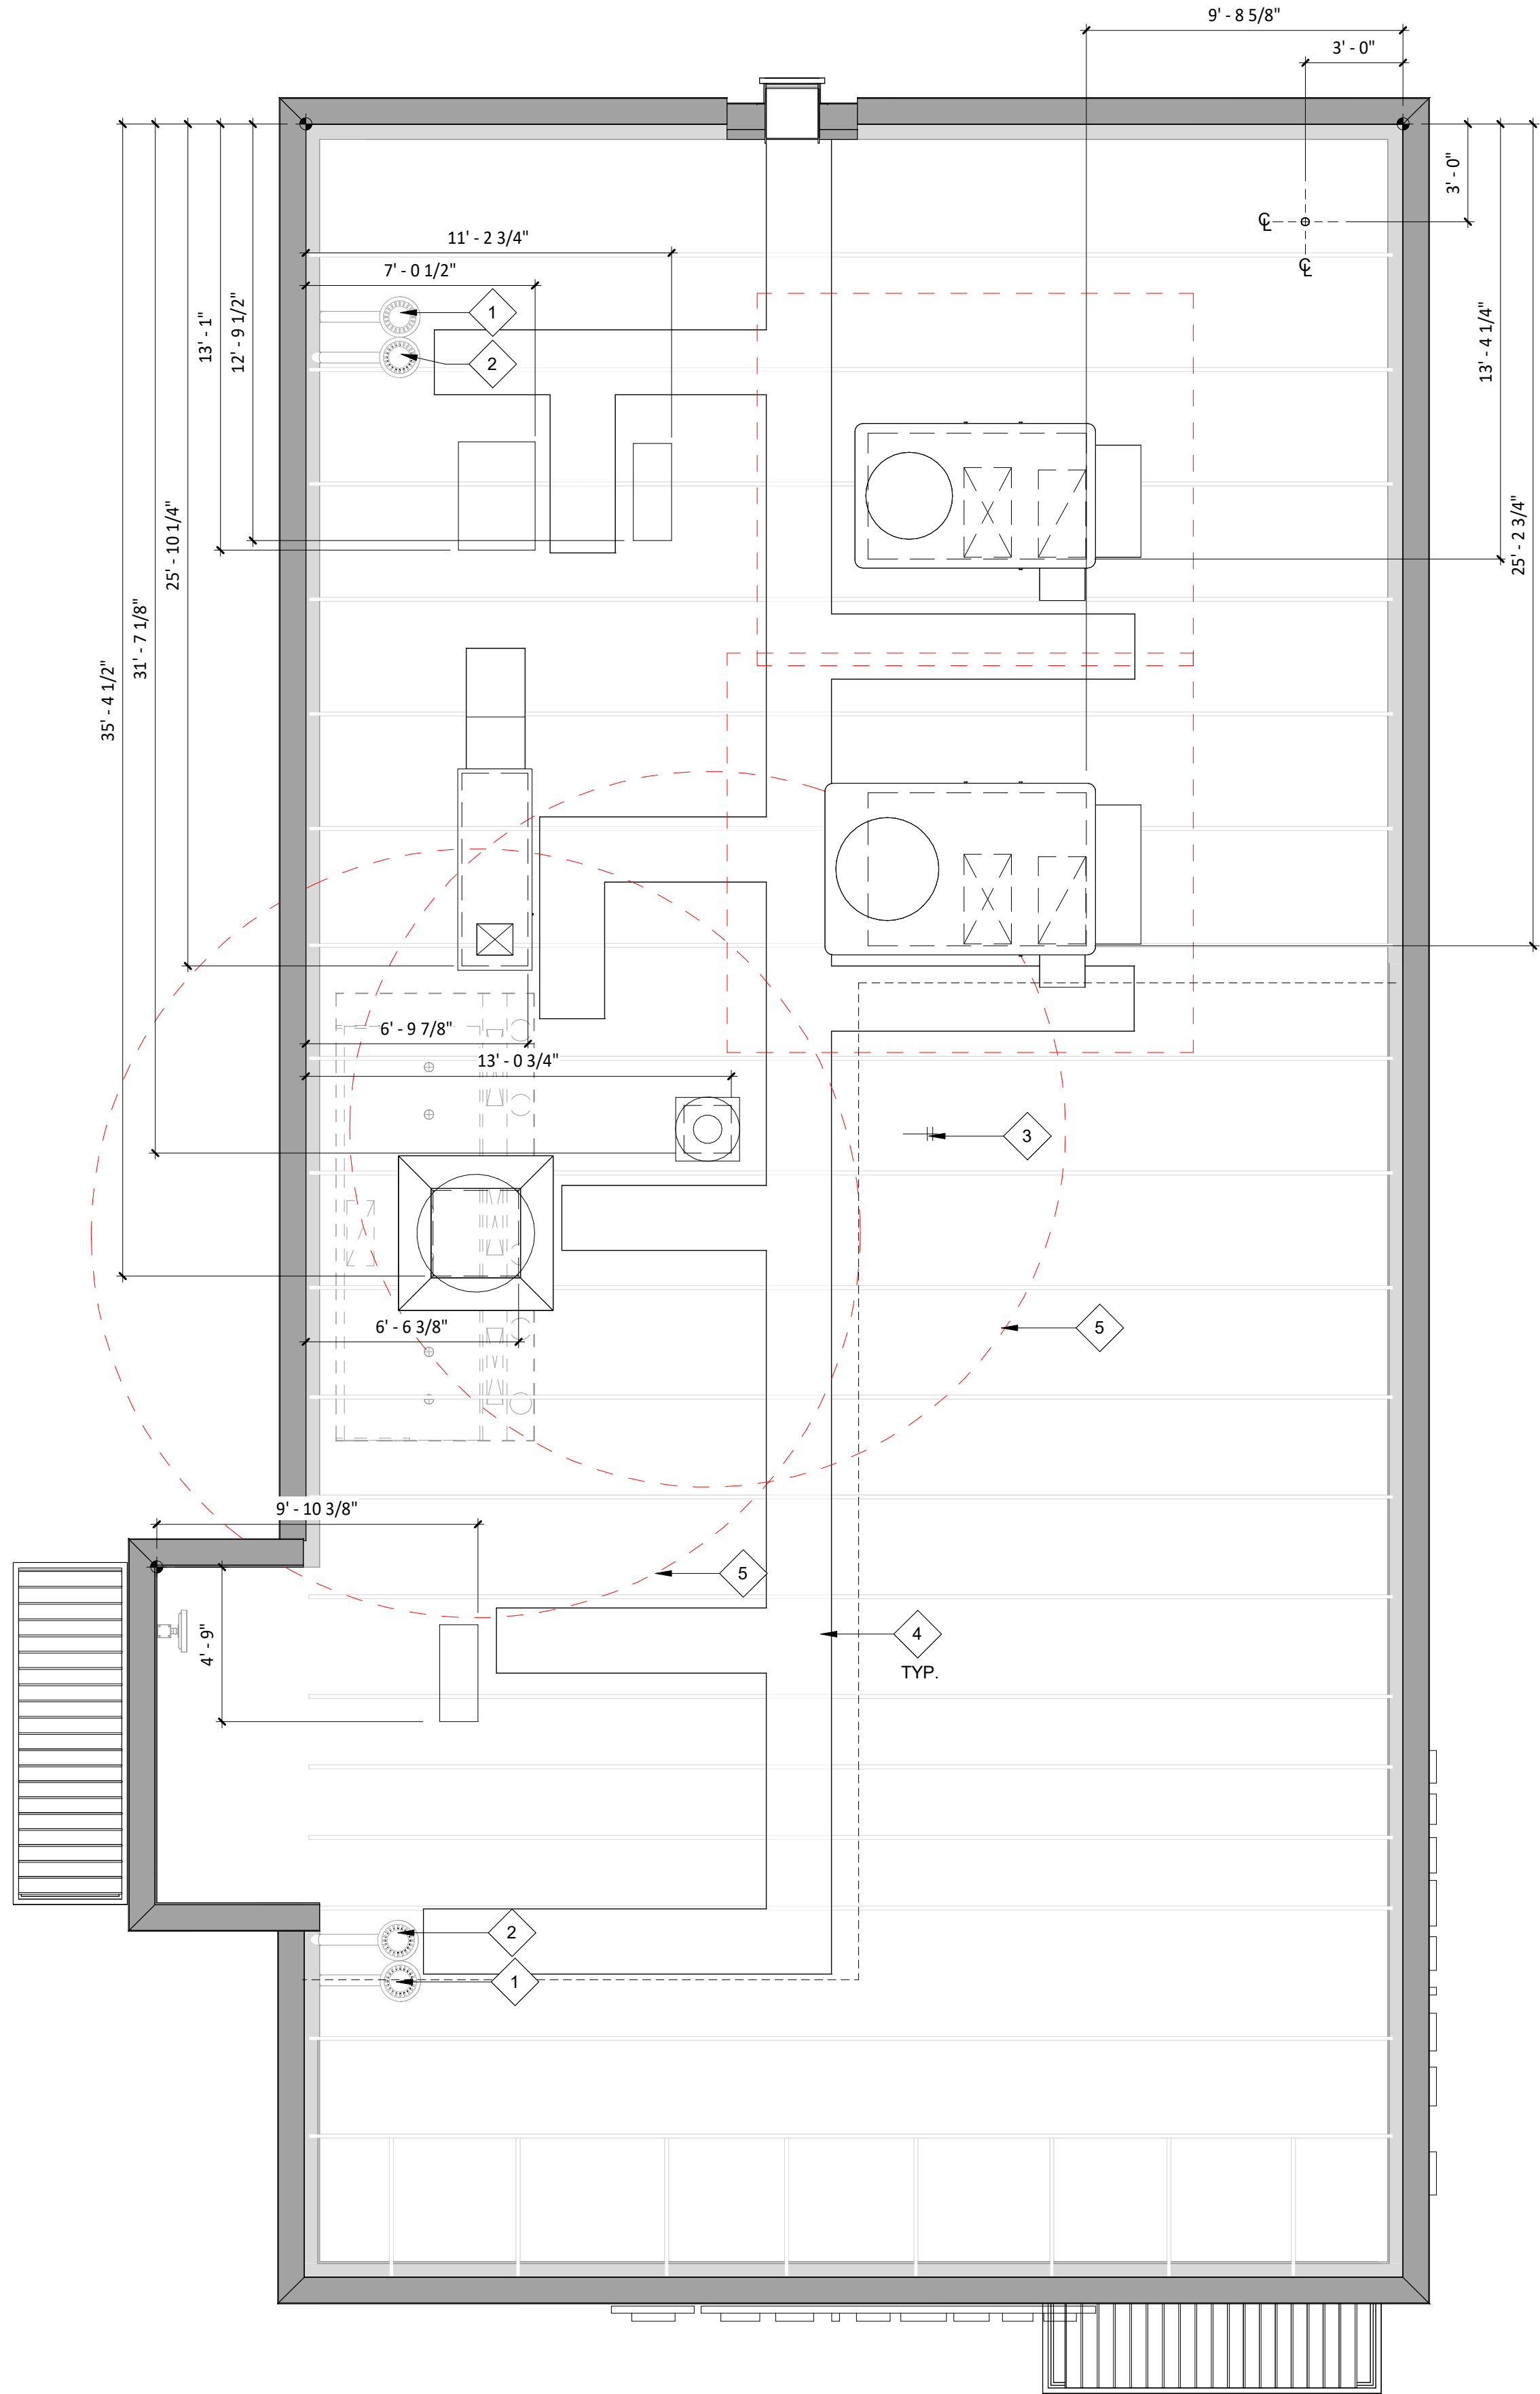 9' - 8 5/8"
3' - 0"
3' - 0"
11' - 2 3/4"
7' - 0 1/2"
1
2
13' - 1"
12' - 9 1/2"
13' - 4 1/4"
25' - 10 1/4"
25' - 2 3/4"
31' - 7 1/8"
35' - 4 1/2"
6' - 9 7/8"
13' - 0 3/4"
3
6' - 6 3/8"
5
9' - 10 3/8"
5
4' - 9"
4
TYP.
2
1